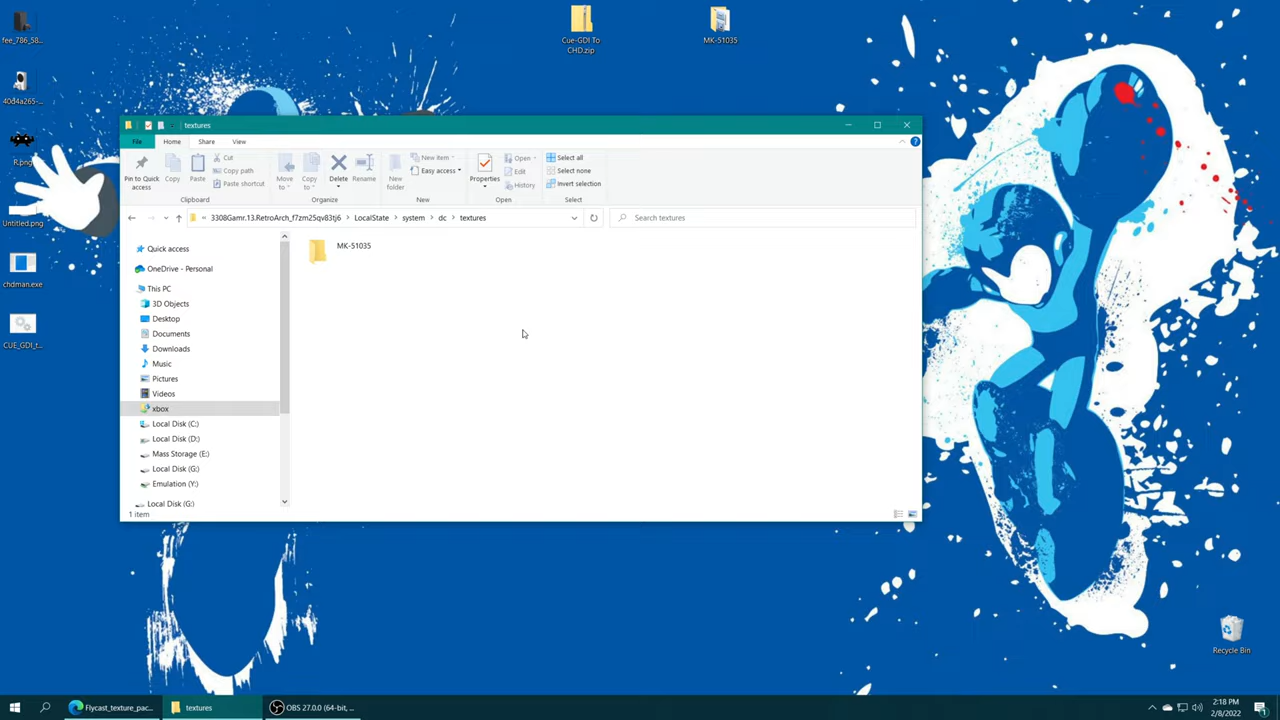 fee_786_58...
40d4a265-...
R.png
Untitled.png
chdman.exe
CUE_GDI_t...
Cue-GDI To
CHD.zip
MK-51035
textures
File
Home
Share
View
Pin to Quick
access
Copy
Paste
Cut
Copy path
Paste shortcut
Clipboard
Move
to
Copy
to
Delete
Rename
Organize
New
folder
New item
Easy access
New
Properties
Open
Edit
History
Open
Select all
Select none
Invert selection
Select
« 3308Gamr.13.RetroArch_f7zm25qv83tj6 > LocalState > system > dc > textures
Search textures
Quick access
OneDrive - Personal
This PC
3D Objects
Desktop
Documents
Downloads
Music
Pictures
Videos
xbox
Local Disk (C:)
Local Disk (D:)
Mass Storage (E:)
Local Disk (G:)
Emulation (Y:)
Local Disk (G:)
MK-51035
1 item
Recycle Bin
Flycast_texture_pac...
textures
OBS 27.0.0 (64-bit, ...
2:18 PM
2/8/2022
1